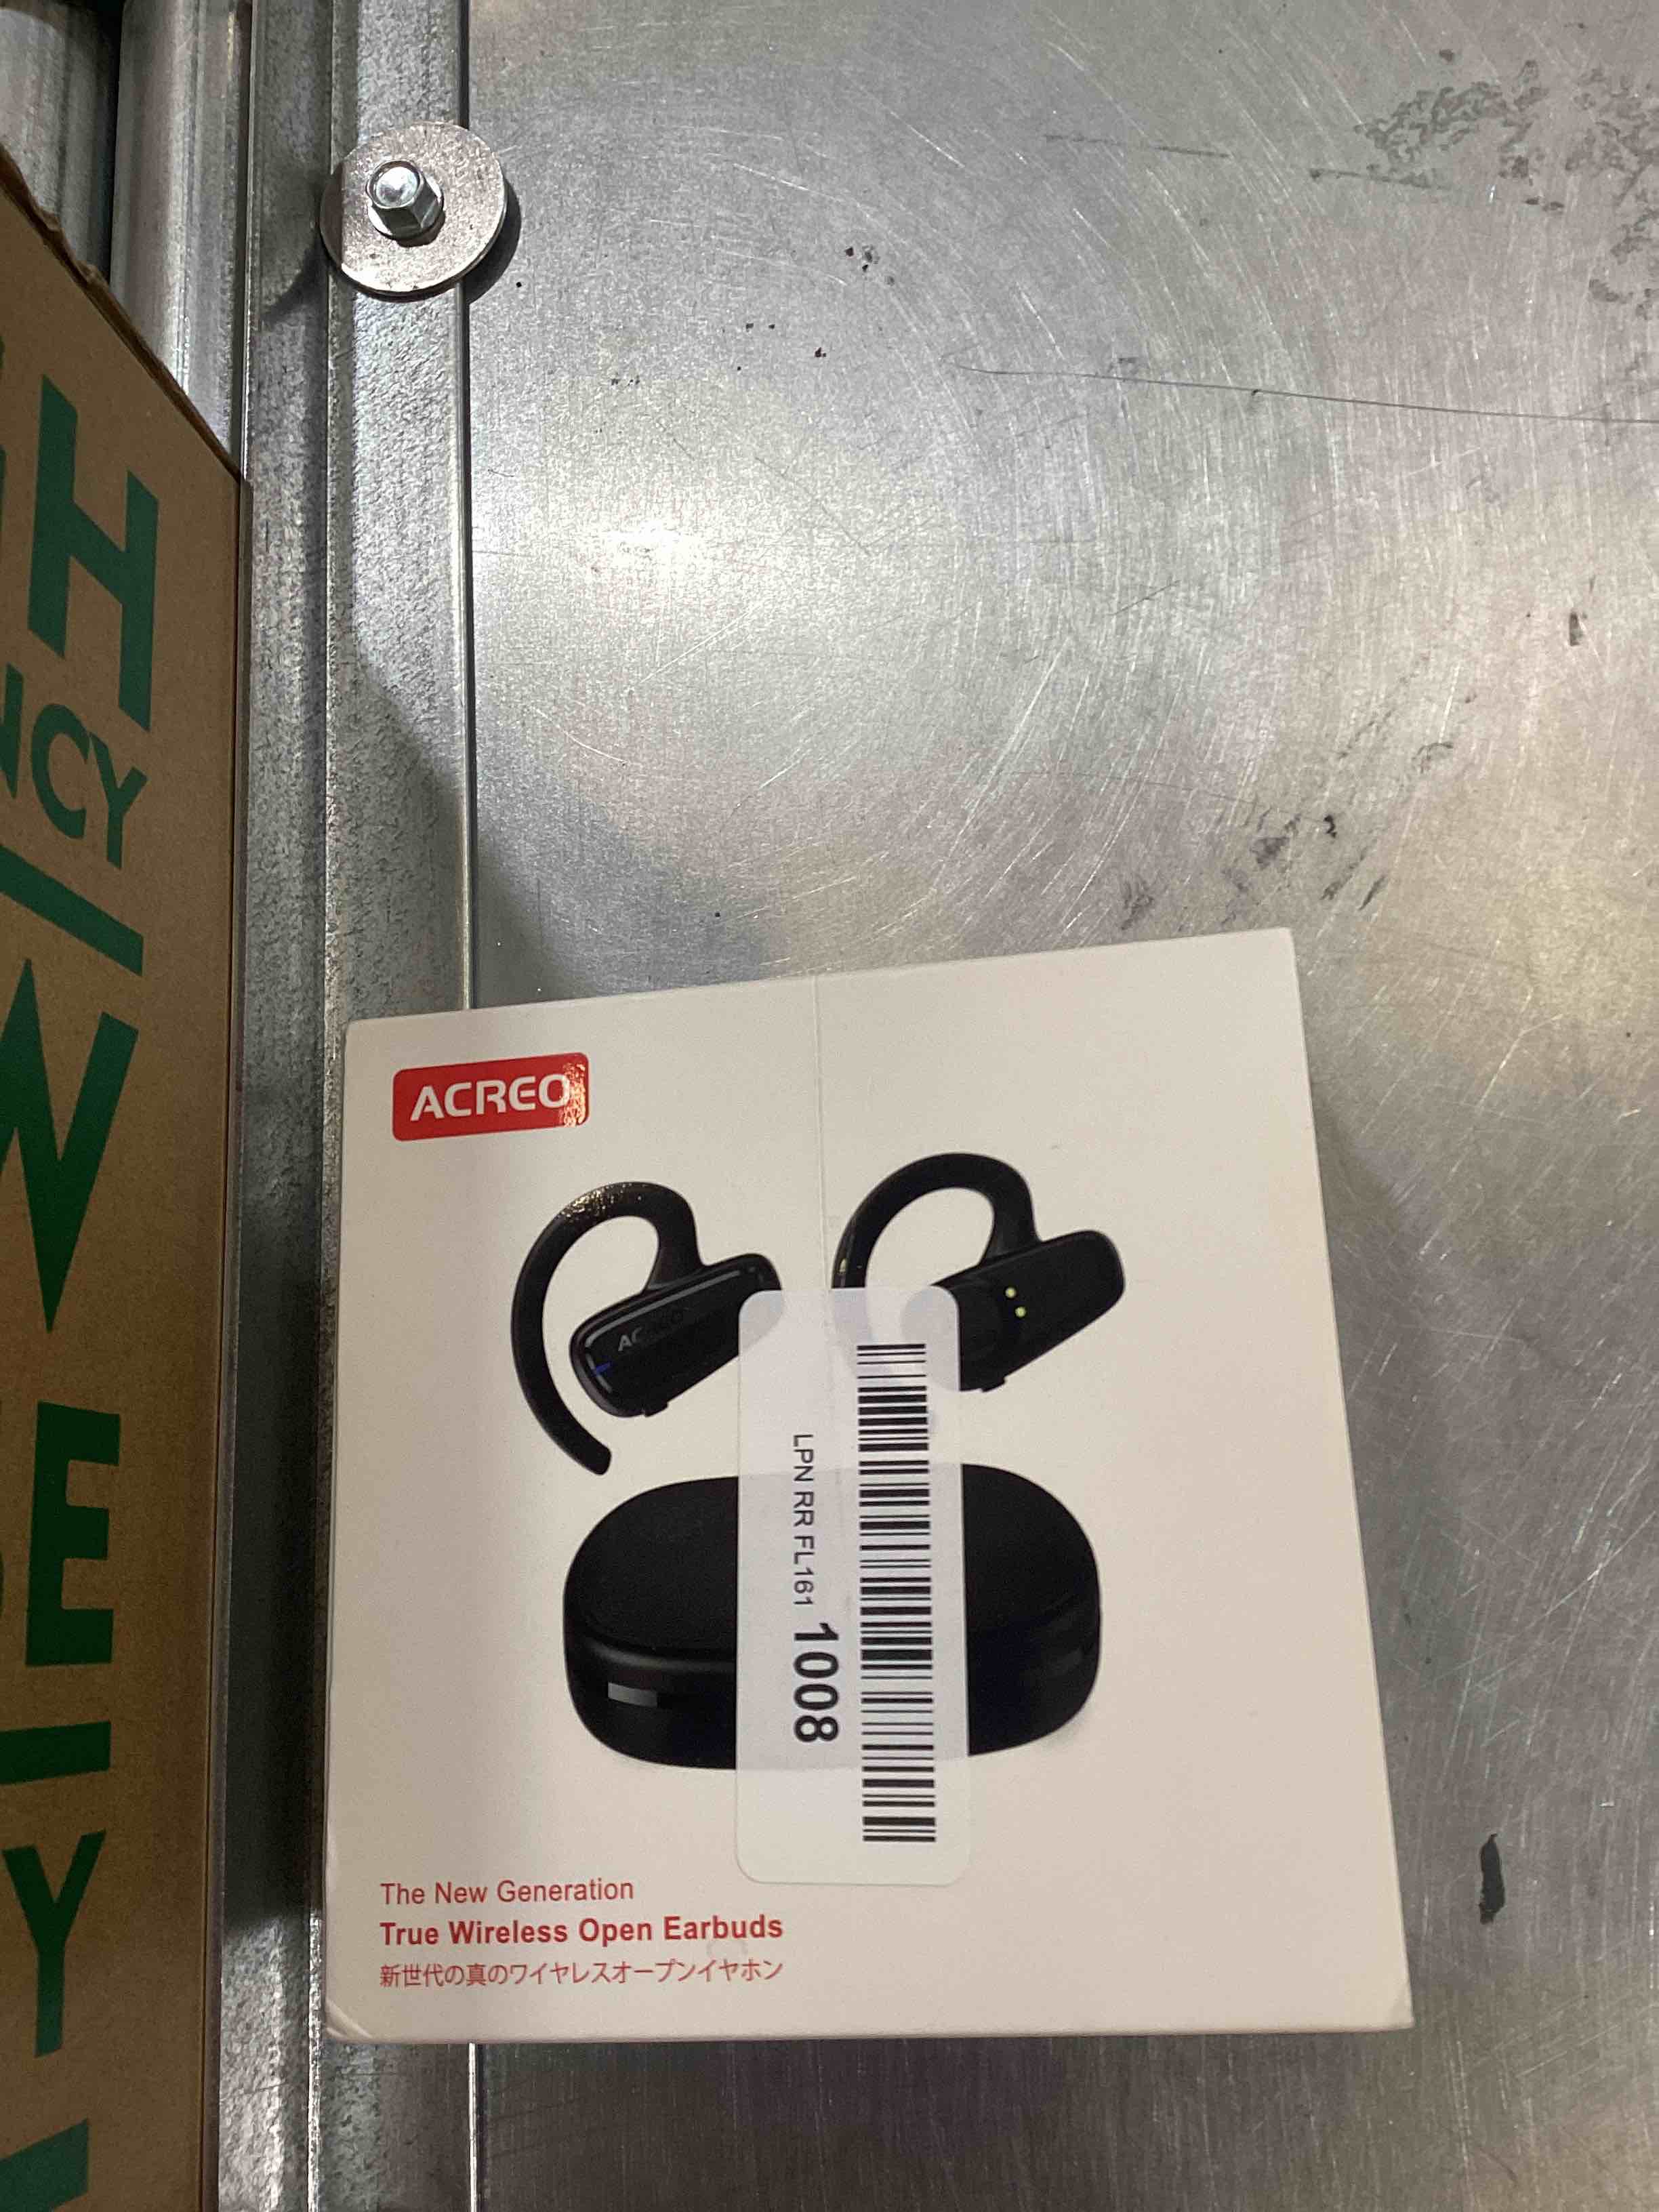 H
NCY
W
E
Y
ACREO
LPN RR FL161 1008
The New Generation
True Wireless Open Earbuds
新世代の真のワイヤレスオープンイヤホン